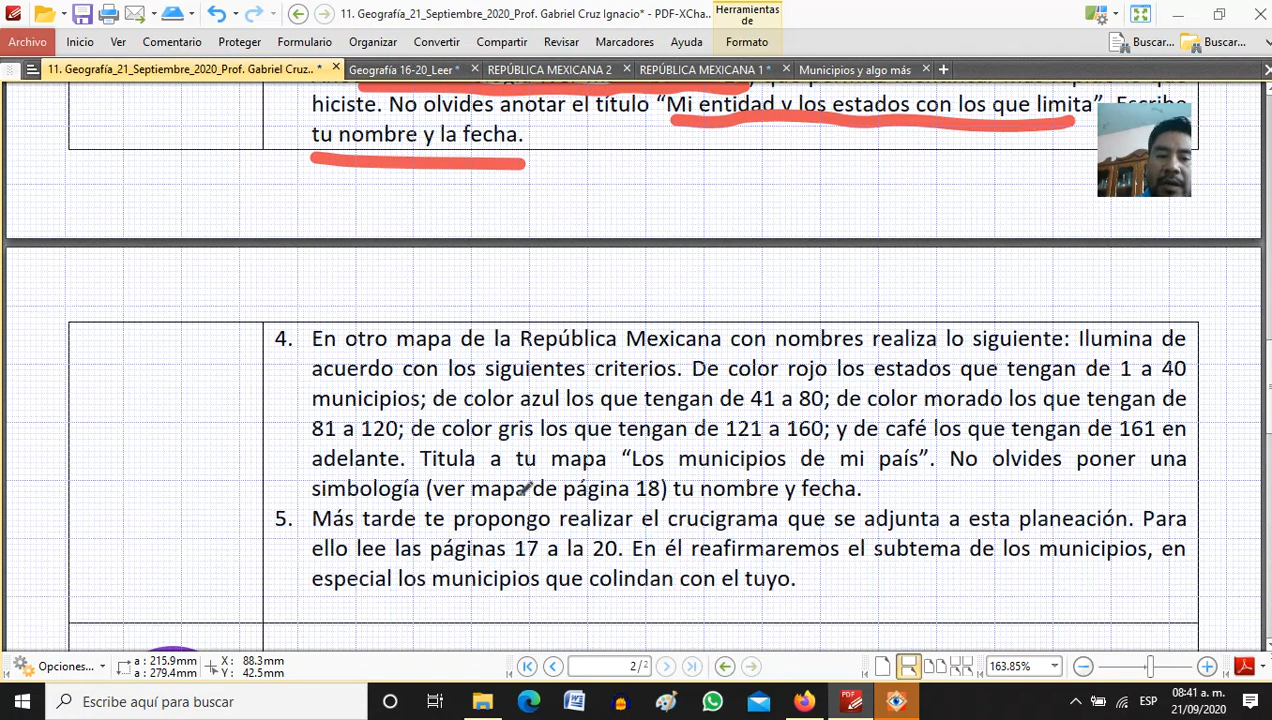 11. Geografía_21_Septiembre_2020_Prof. Gabriel Cruz Ignacio* - PDF-XCha...
Herramientas de
Archivo Inicio Ver Comentario Proteger Formulario Organizar Convertir Compartir Revisar Marcadores Ayuda Formato Buscar... Buscar...
11. Geografía_21_Septiembre_2020_Prof. Gabriel Cruz.. * Geografía 16-20_Leer * REPÚBLICA MEXICANA 2 REPÚBLICA MEXICANA 1 * Municipios y algo más
hiciste. No olvides anotar el título “Mi entidad y los estados con los que limita”. Escribe
tu nombre y la fecha.
4. En otro mapa de la República Mexicana con nombres realiza lo siguiente: Ilumina de
acuerdo con los siguientes criterios. De color rojo los estados que tengan de 1 a 40
municipios; de color azul los que tengan de 41 a 80; de color morado los que tengan de
81 a 120; de color gris los que tengan de 121 a 160; y de café los que tengan de 161 en
adelante. Titula a tu mapa “Los municipios de mi país”. No olvides poner una
simbología (ver mapa de página 18) tu nombre y fecha.
5. Más tarde te propongo realizar el crucigrama que se adjunta a esta planeación. Para
ello lee las páginas 17 a la 20. En él reafirmaremos el subtema de los municipios, en
especial los municipios que colindan con el tuyo.
Opciones... a : 215.9mm X: 88.3mm 2/2 163.85%
a : 279.4mm Y: 42.5mm
Escribe aquí para buscar ESP 08:41 a. m.
21/09/2020